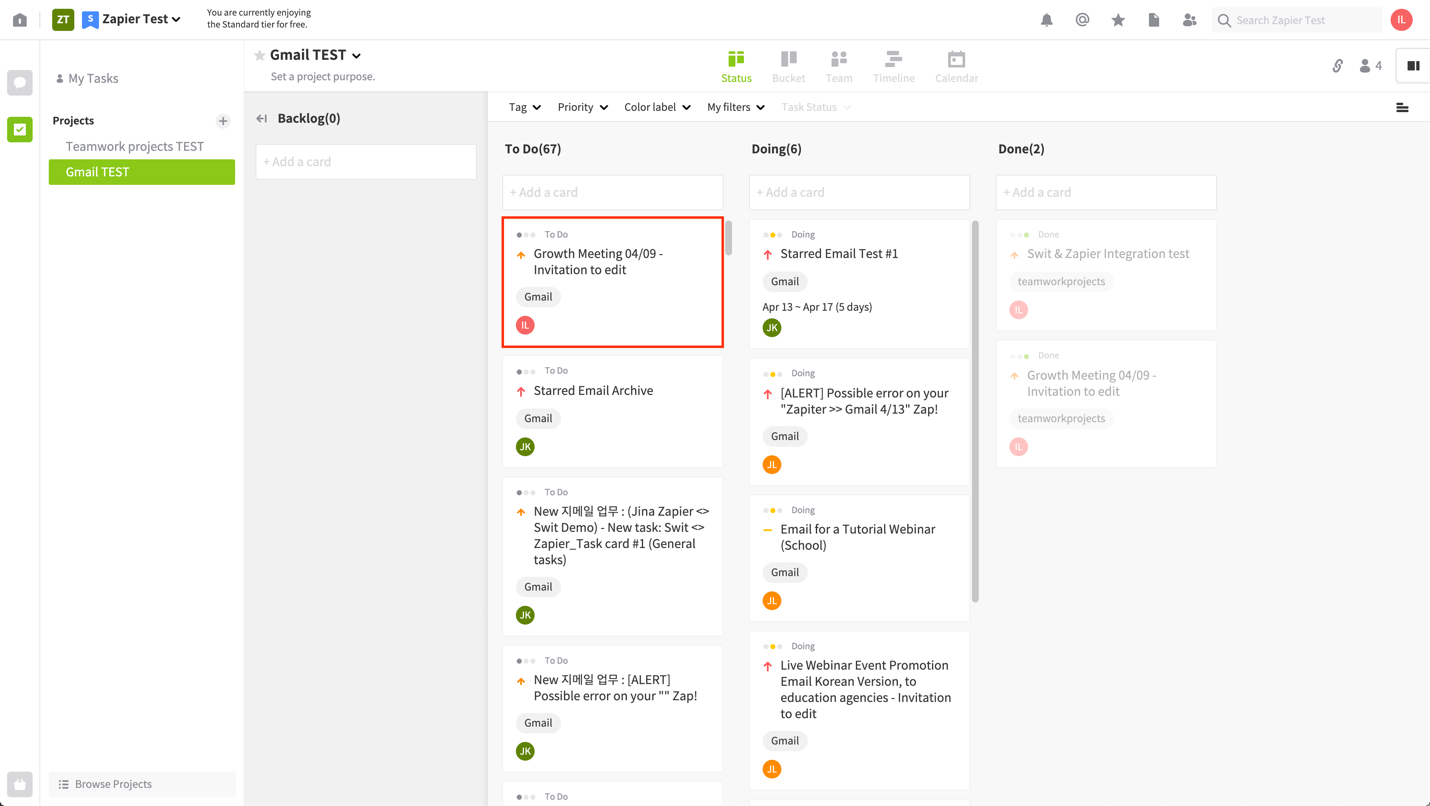 ZT
S
Zapier Test
You are currently enjoying
the Standard tier for free.
Search Zapier Test
IL
My Tasks
Projects
+
Teamwork projects TEST
Gmail TEST
Browse Projects
Gmail TEST
Set a project purpose.
Status
Bucket
Team
Timeline
Calendar
4
Backlog(0)
+ Add a card
Tag
Priority
Color label
My filters
Task Status
To Do(67)
+ Add a card
To Do
Growth Meeting 04/09 -
Invitation to edit
Gmail
IL
To Do
Starred Email Archive
Gmail
JK
To Do
New 지메일 업무 : (Jina Zapier <>
Swit Demo) - New task: Swit <>
Zapier_Task card #1 (General
tasks)
Gmail
JK
To Do
New 지메일 업무 : [ALERT]
Possible error on your "" Zap!
Gmail
JK
To Do
Doing(6)
+ Add a card
Doing
Starred Email Test #1
Gmail
Apr 13 ~ Apr 17 (5 days)
JK
Doing
[ALERT] Possible error on your
"Zapiter >> Gmail 4/13" Zap!
Gmail
JL
Doing
Email for a Tutorial Webinar
(School)
Gmail
JL
Doing
Live Webinar Event Promotion
Email Korean Version, to
education agencies - Invitation
to edit
Gmail
JL
Done(2)
+ Add a card
Done
Swit & Zapier Integration test
teamworkprojects
IL
Done
Growth Meeting 04/09 -
Invitation to edit
teamworkprojects
IL